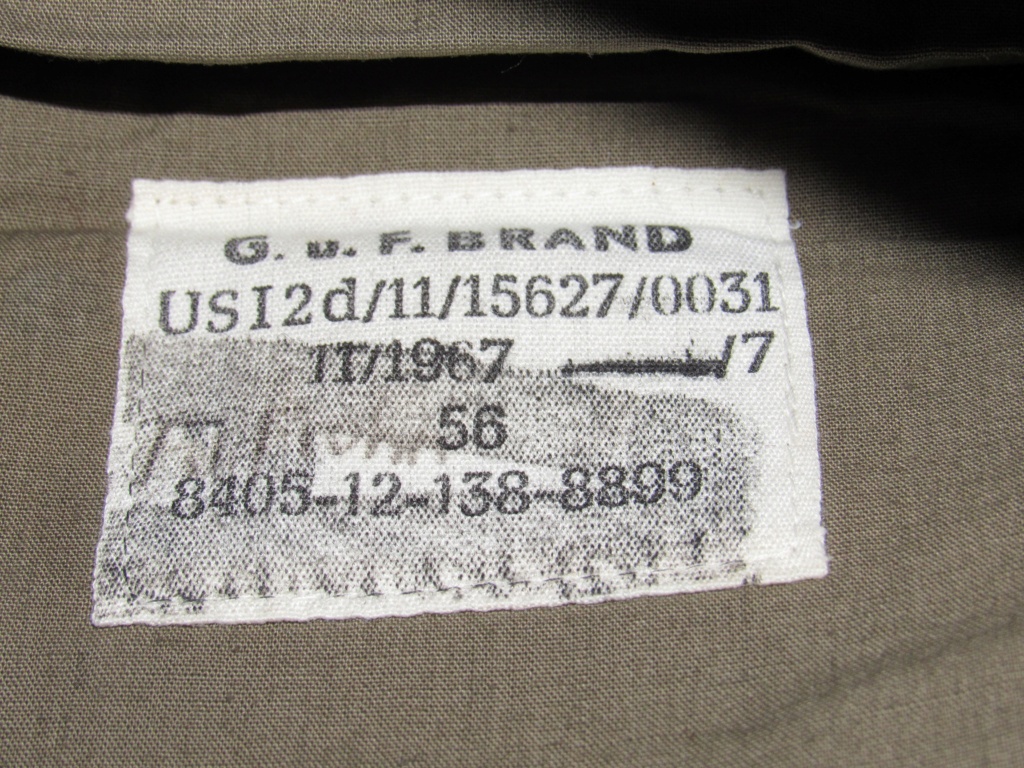 G. u. F. BRAND
USI2d/11/15627/0031
II/1967 /7
56
8405-12-138-8899